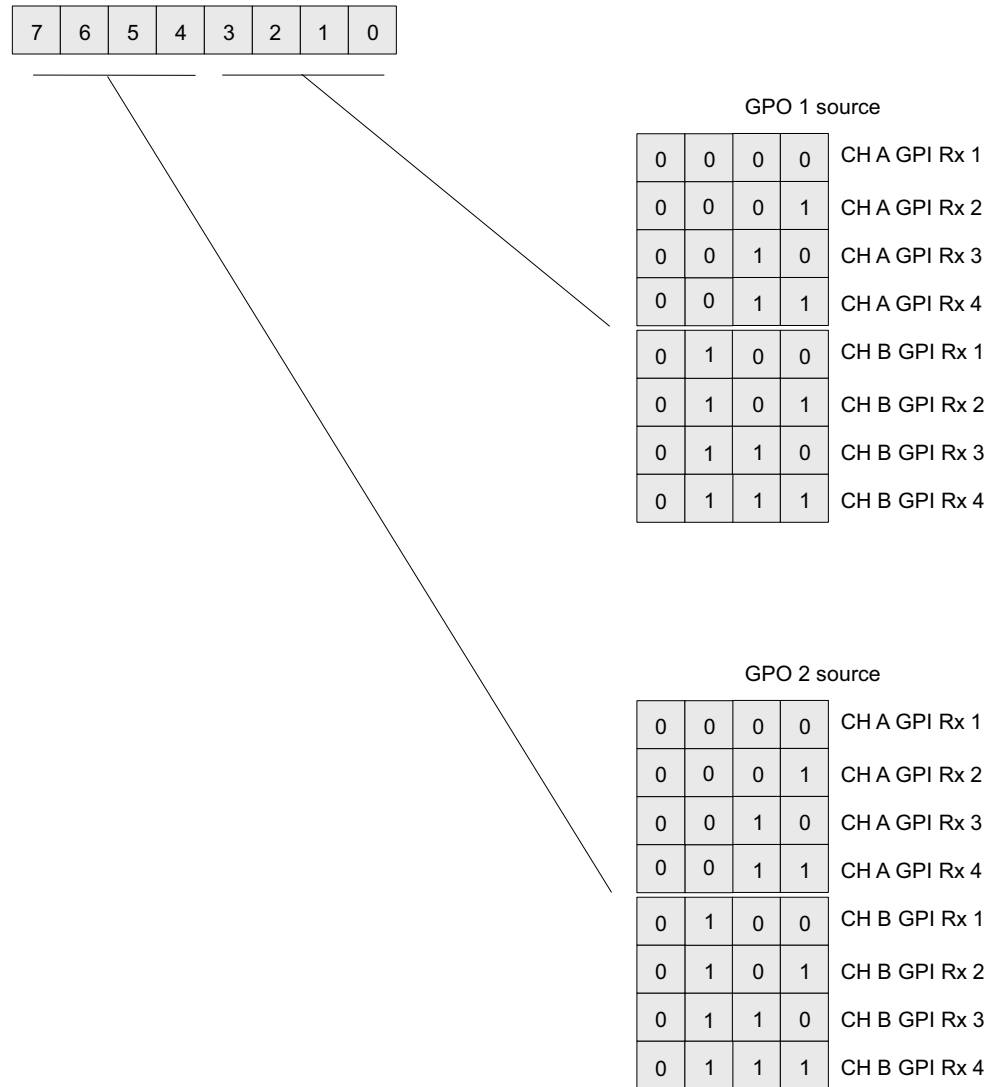 7 6 5 4 3 2 1 0
GPO 1 source
0 0 0 0 CH A GPI Rx 1
0 0 0 1 CH A GPI Rx 2
0 0 1 0 CH A GPI Rx 3
0 0 1 1 CH A GPI Rx 4
0 1 0 0 CH B GPI Rx 1
0 1 0 1 CH B GPI Rx 2
0 1 1 0 CH B GPI Rx 3
0 1 1 1 CH B GPI Rx 4
GPO 2 source
0 0 0 0 CH A GPI Rx 1
0 0 0 1 CH A GPI Rx 2
0 0 1 0 CH A GPI Rx 3
0 0 1 1 CH A GPI Rx 4
0 1 0 0 CH B GPI Rx 1
0 1 0 1 CH B GPI Rx 2
0 1 1 0 CH B GPI Rx 3
0 1 1 1 CH B GPI Rx 4